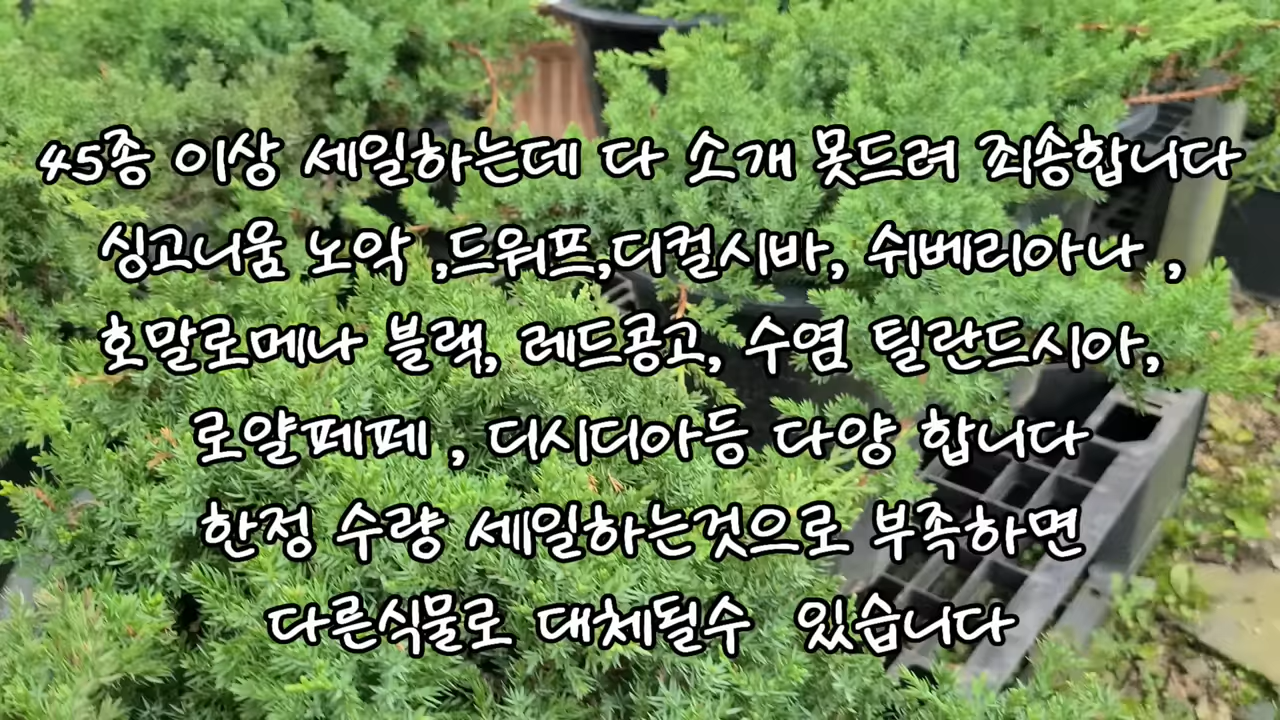 45종 이상 세일하는데 다 소개 못드려 죄송합니다
싱고니움 노악 ,드워프,디컬시바, 쉬베리아나 ,
호말로메나 블랙, 레드콩고, 수염 틸란드시아,
로얄페페 , 디시디아등 다양 합니다
한정 수량 세일하는것으로 부족하면
다른식물로 대체될수 있습니다